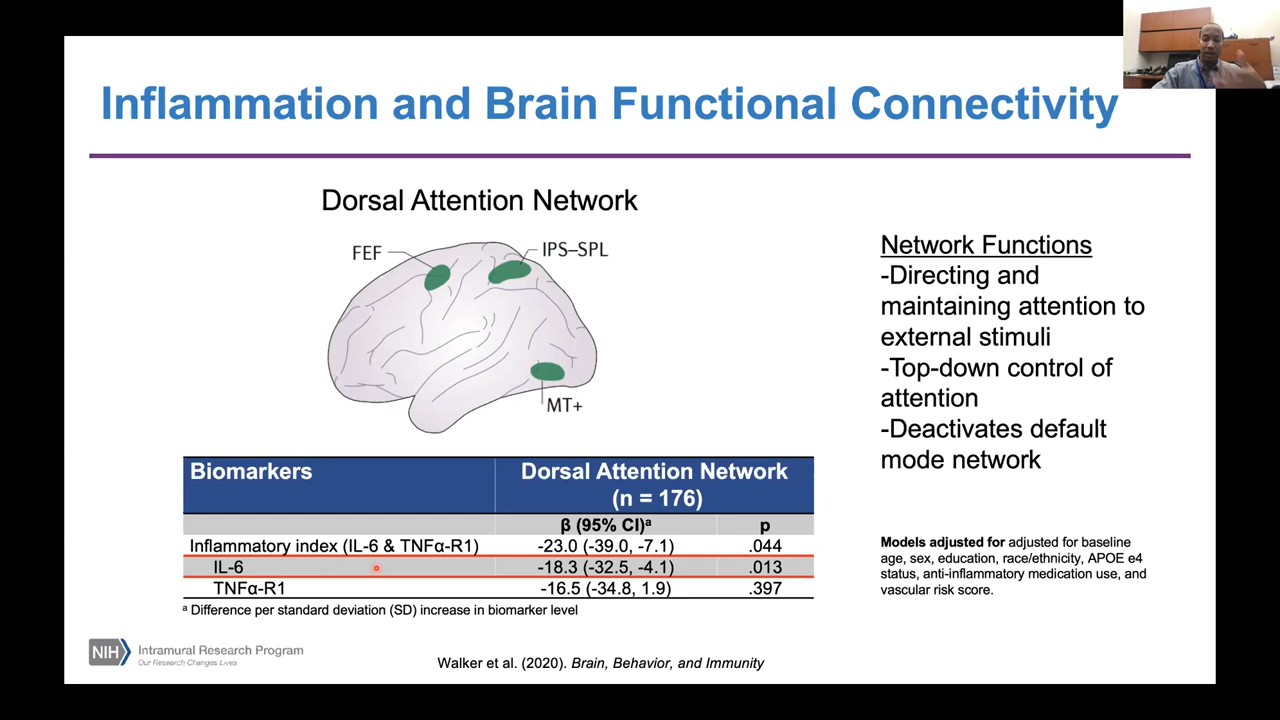 Inflammation and Brain Functional Connectivity
Dorsal Attention Network
FEF
IPS–SPL
MT+
Network Functions
-Directing and
maintaining attention to
external stimuli
-Top-down control of
attention
-Deactivates default
mode network
Biomarkers
Dorsal Attention Network
(n = 176)
β (95% CI)ᵃ p
Inflammatory index (IL-6 & TNFα-R1) -23.0 (-39.0, -7.1) .044
IL-6 -18.3 (-32.5, -4.1) .013
TNFα-R1 -16.5 (-34.8, 1.9) .397
ᵃ Difference per standard deviation (SD) increase in biomarker level
Models adjusted for adjusted for baseline
age, sex, education, race/ethnicity, APOE e4
status, anti-inflammatory medication use, and
vascular risk score.
NIH Intramural Research Program
Our Research Changes Lives
Walker et al. (2020). Brain, Behavior, and Immunity